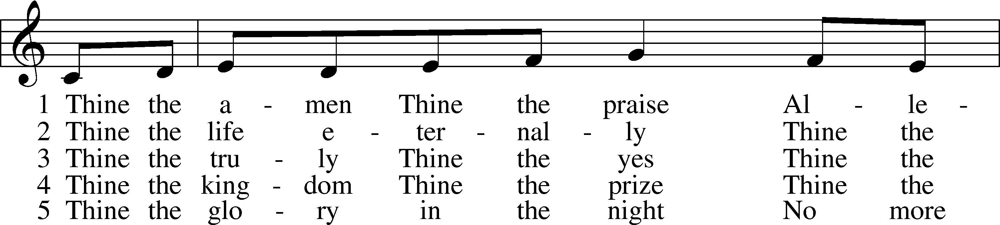 1 Thine the a - men Thine the praise Al - le -
2 Thine the life e - ter - nal - ly Thine the
3 Thine the tru - ly Thine the yes Thine the
4 Thine the king - dom Thine the prize Thine the
5 Thine the glo - ry in the night No more